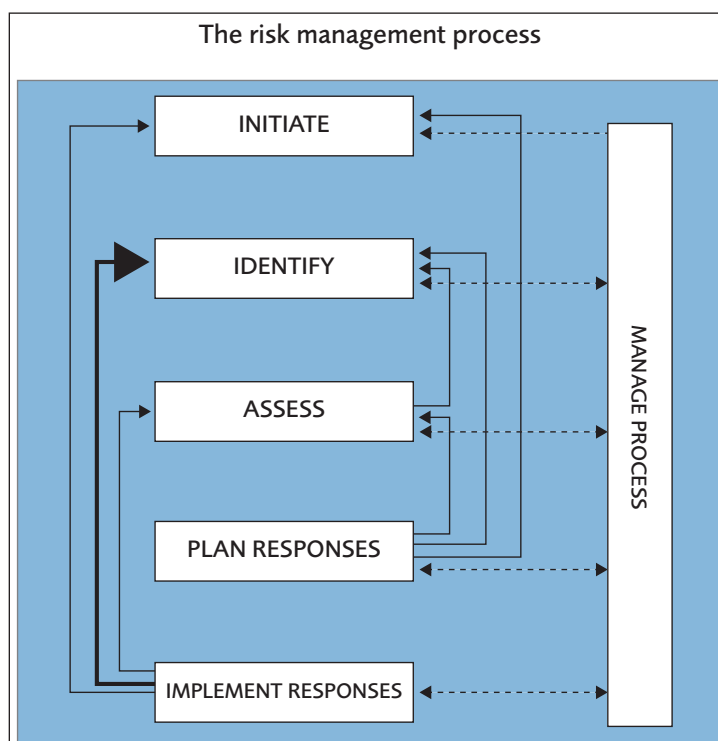 The risk management process
INITIATE
IDENTIFY
ASSESS
PLAN RESPONSES
IMPLEMENT RESPONSES
MANAGE PROCESS